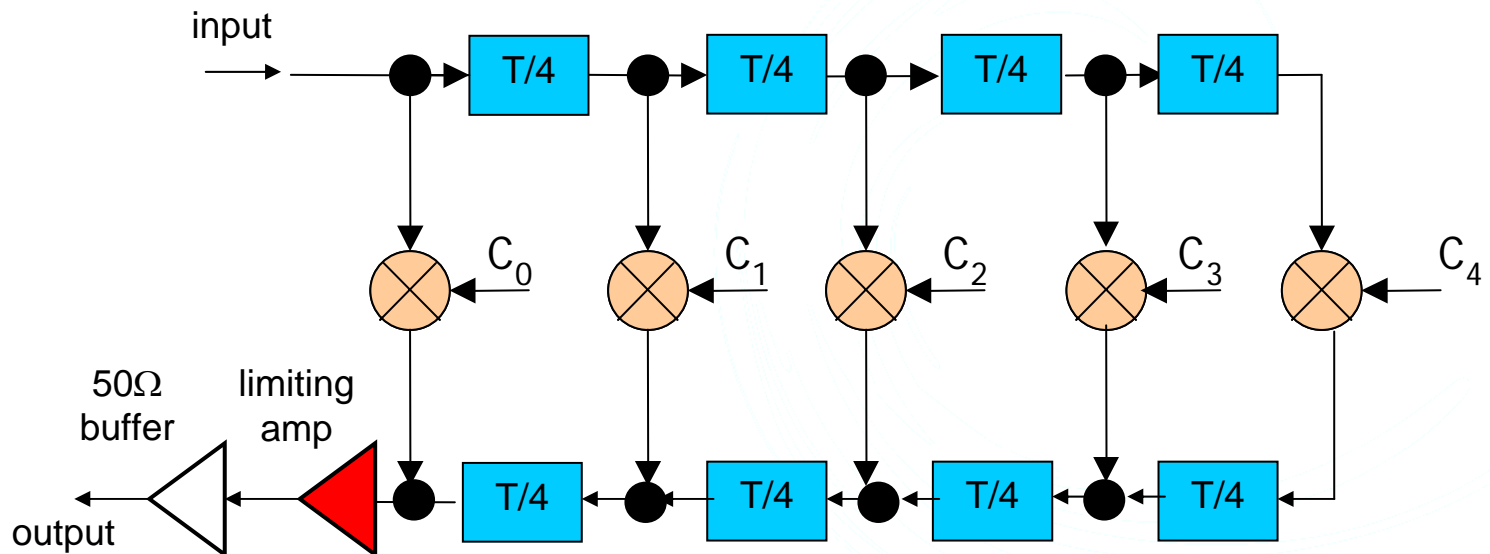 input
T/4 T/4 T/4 T/4
C₀ C₁ C₂ C₃ C₄
50Ω
buffer
limiting
amp
T/4 T/4 T/4 T/4
output